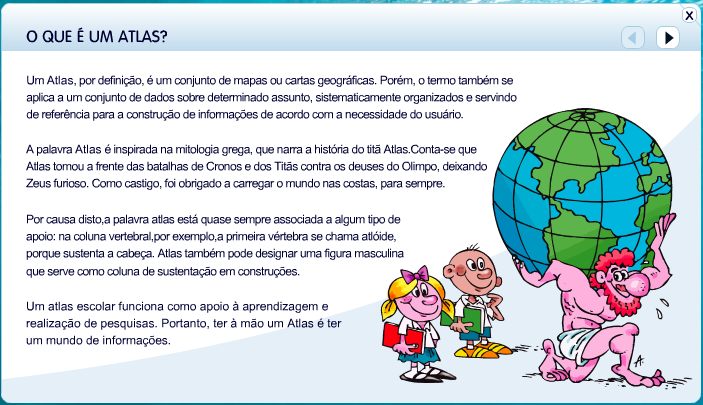 O QUE É UM ATLAS?
X
Um Atlas, por definição, é um conjunto de mapas ou cartas geográficas. Porém, o termo também se
aplica a um conjunto de dados sobre determinado assunto, sistematicamente organizados e servindo
de referência para a construção de informações de acordo com a necessidade do usuário.
A palavra Atlas é inspirada na mitologia grega, que narra a história do titã Atlas.Conta-se que
Atlas tomou a frente das batalhas de Cronos e dos Titãs contra os deuses do Olimpo, deixando
Zeus furioso. Como castigo, foi obrigado a carregar o mundo nas costas, para sempre.
Por causa disto,a palavra atlas está quase sempre associada a algum tipo de
apoio: na coluna vertebral,por exemplo,a primeira vértebra se chama atlóide,
porque sustenta a cabeça. Atlas também pode designar uma figura masculina
que serve como coluna de sustentação em construções.
Um atlas escolar funciona como apoio à aprendizagem e
realização de pesquisas. Portanto, ter à mão um Atlas é ter
um mundo de informações.